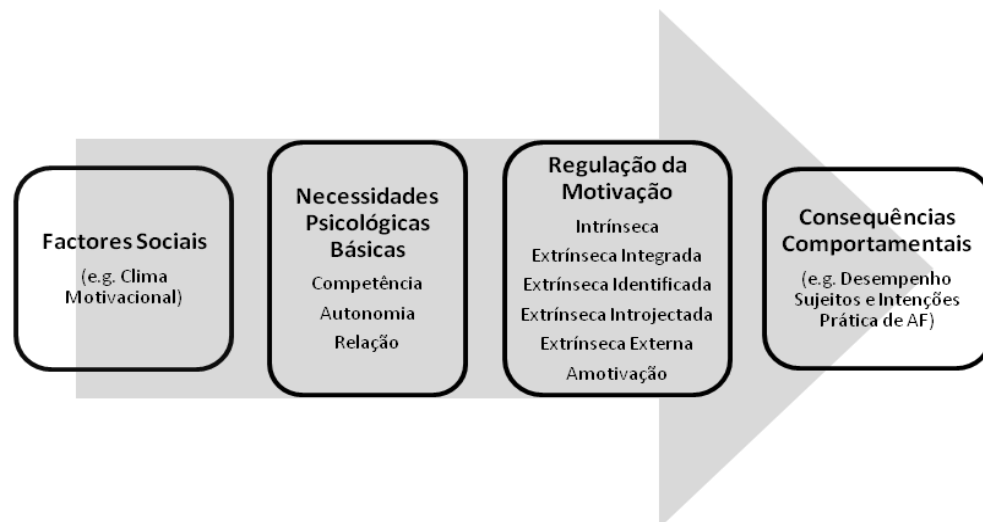 Factores Sociais
(e.g. Clima
Motivacional)
Necessidades
Psicológicas
Básicas
Competência
Autonomia
Relação
Regulação da
Motivação
Intrínseca
Extrínseca Integrada
Extrínseca Identificada
Extrínseca Introjectada
Extrínseca Externa
Amotivação
Consequências
Comportamentais
(e.g. Desempenho
Sujeitos e Intenções
Prática de AF)